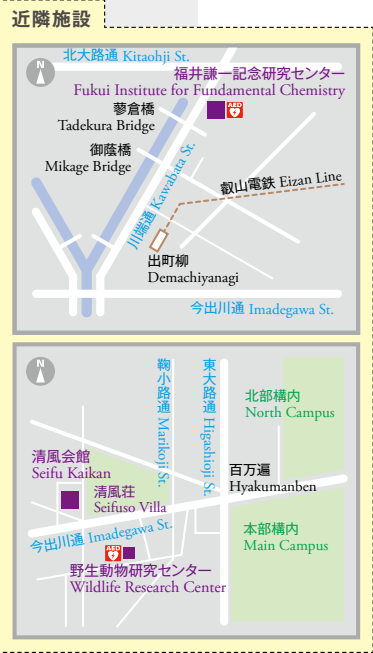 近隣施設
N
北大路通 Kitaohji St.
福井謙一記念研究センター
Fukui Institute for Fundamental Chemistry
AED
蓼倉橋
Tadekura Bridge
御蔭橋
Mikage Bridge
川端通 Kawabata St.
叡山電鉄 Eizan Line
出町柳
Demachiyanagi
今出川通 Imadegawa St.
N
鞠小路通 Marikoji St.
東大路通 Higashioji St.
北部構内
North Campus
清風会館
Seifu Kaikan
清風荘
Seifuso Villa
百万遍
Hyakumanben
今出川通 Imadegawa St.
本部構内
Main Campus
AED
野生動物研究センター
Wildlife Research Center